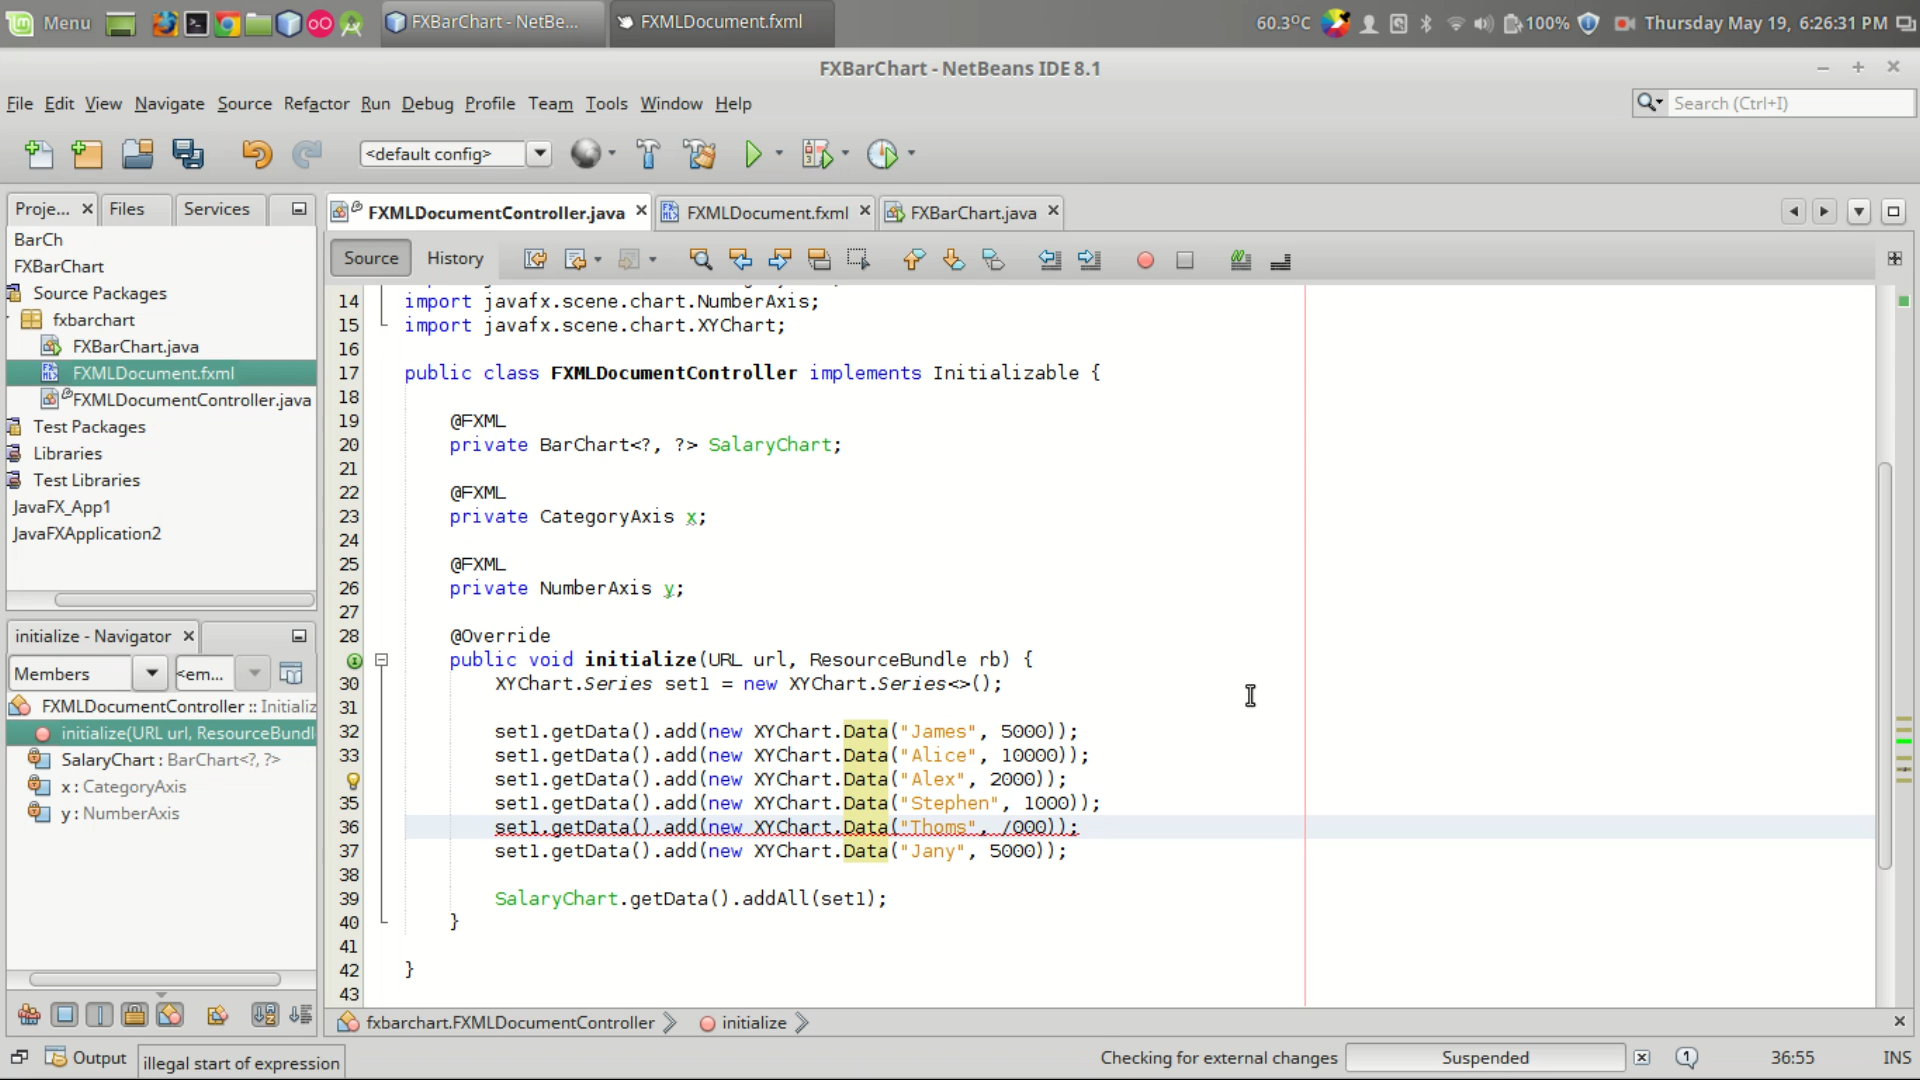 Menu
FXBarChart - NetBe...
FXMLDocument.fxml
60.3°C
100%
Thursday May 19, 6:26:31 PM
FXBarChart - NetBeans IDE 8.1
File Edit View Navigate Source Refactor Run Debug Profile Team Tools Window Help
Search (Ctrl+I)
<default config>
Proje...
Files
Services
FXMLDocumentController.java
FXMLDocument.fxml
FXBarChart.java
Source
History
BarCh
FXBarChart
Source Packages
fxbarchart
FXBarChart.java
FXMLDocument.fxml
FXMLDocumentController.java
Test Packages
Libraries
Test Libraries
JavaFX_App1
JavaFXApplication2
initialize - Navigator
Members
<em...
FXMLDocumentController :: Initializ
initialize(URL url, ResourceBundl
SalaryChart : BarChart<?, ?>
x : CategoryAxis
y : NumberAxis
14 import javafx.scene.chart.NumberAxis;
15 import javafx.scene.chart.XYChart;
16
17 public class FXMLDocumentController implements Initializable {
18
19 @FXML
20 private BarChart<?, ?> SalaryChart;
21
22 @FXML
23 private CategoryAxis x;
24
25 @FXML
26 private NumberAxis y;
27
28 @Override
public void initialize(URL url, ResourceBundle rb) {
30 XYChart.Series set1 = new XYChart.Series<>();
31
32 set1.getData().add(new XYChart.Data("James", 5000));
33 set1.getData().add(new XYChart.Data("Alice", 10000));
set1.getData().add(new XYChart.Data("Alex", 2000));
35 set1.getData().add(new XYChart.Data("Stephen", 1000));
36 set1.getData().add(new XYChart.Data("Thoms", /000));
37 set1.getData().add(new XYChart.Data("Jany", 5000));
38
39 SalaryChart.getData().addAll(set1);
40 }
41
42 }
43
fxbarchart.FXMLDocumentController
initialize
Output
illegal start of expression
Checking for external changes
Suspended
1
36:55
INS